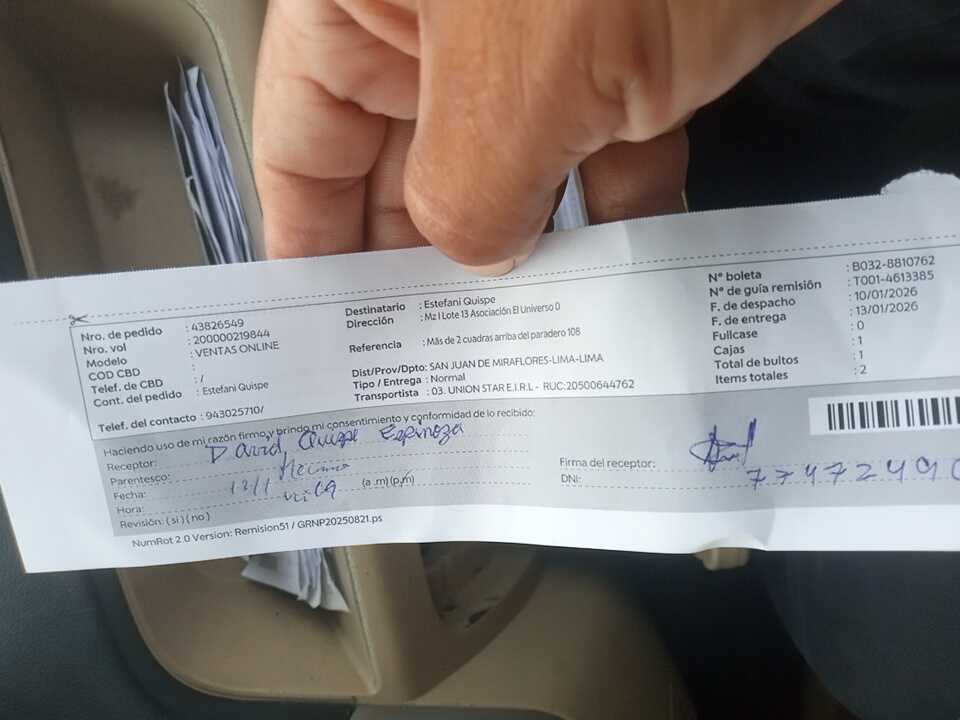 Nro. de pedido : 43826549
Nro. vol : 200000219844
Modelo : VENTAS ONLINE
COD CBD :
Telef. de CBD : /
Cont. del pedido : Estefani Quispe
Telef. del contacto : 943025710/
Destinatario : Estefani Quispe
Dirección : Mz I Lote 13 Asociación El Universo 0
Referencia : Más de 2 cuadras arriba del paradero 108
Dist/Prov/Dpto: SAN JUAN DE MIRAFLORES-LIMA-LIMA
Tipo / Entrega : Normal
Transportista : 03. UNION STAR E.I.R.L - RUC:20500644762
N° boleta : B032-8810762
N° de guía remisión : T001-4613385
F. de despacho : 10/01/2026
F. de entrega : 13/01/2026
Fullcase : 0
Cajas : 1
Total de bultos : 1
Items totales : 2
Haciendo uso de mi razón firmo y brindo mi consentimiento y conformidad de lo recibido:
Receptor: David Quispe Espinoza
Parentesco:
Fecha:
Hora: (a .m) (p,m)
Revisión: ( si ) ( no )
Firma del receptor:
DNI: 7747249
NumRot 2 0 Version: Remision51 / GRNP20250821.ps